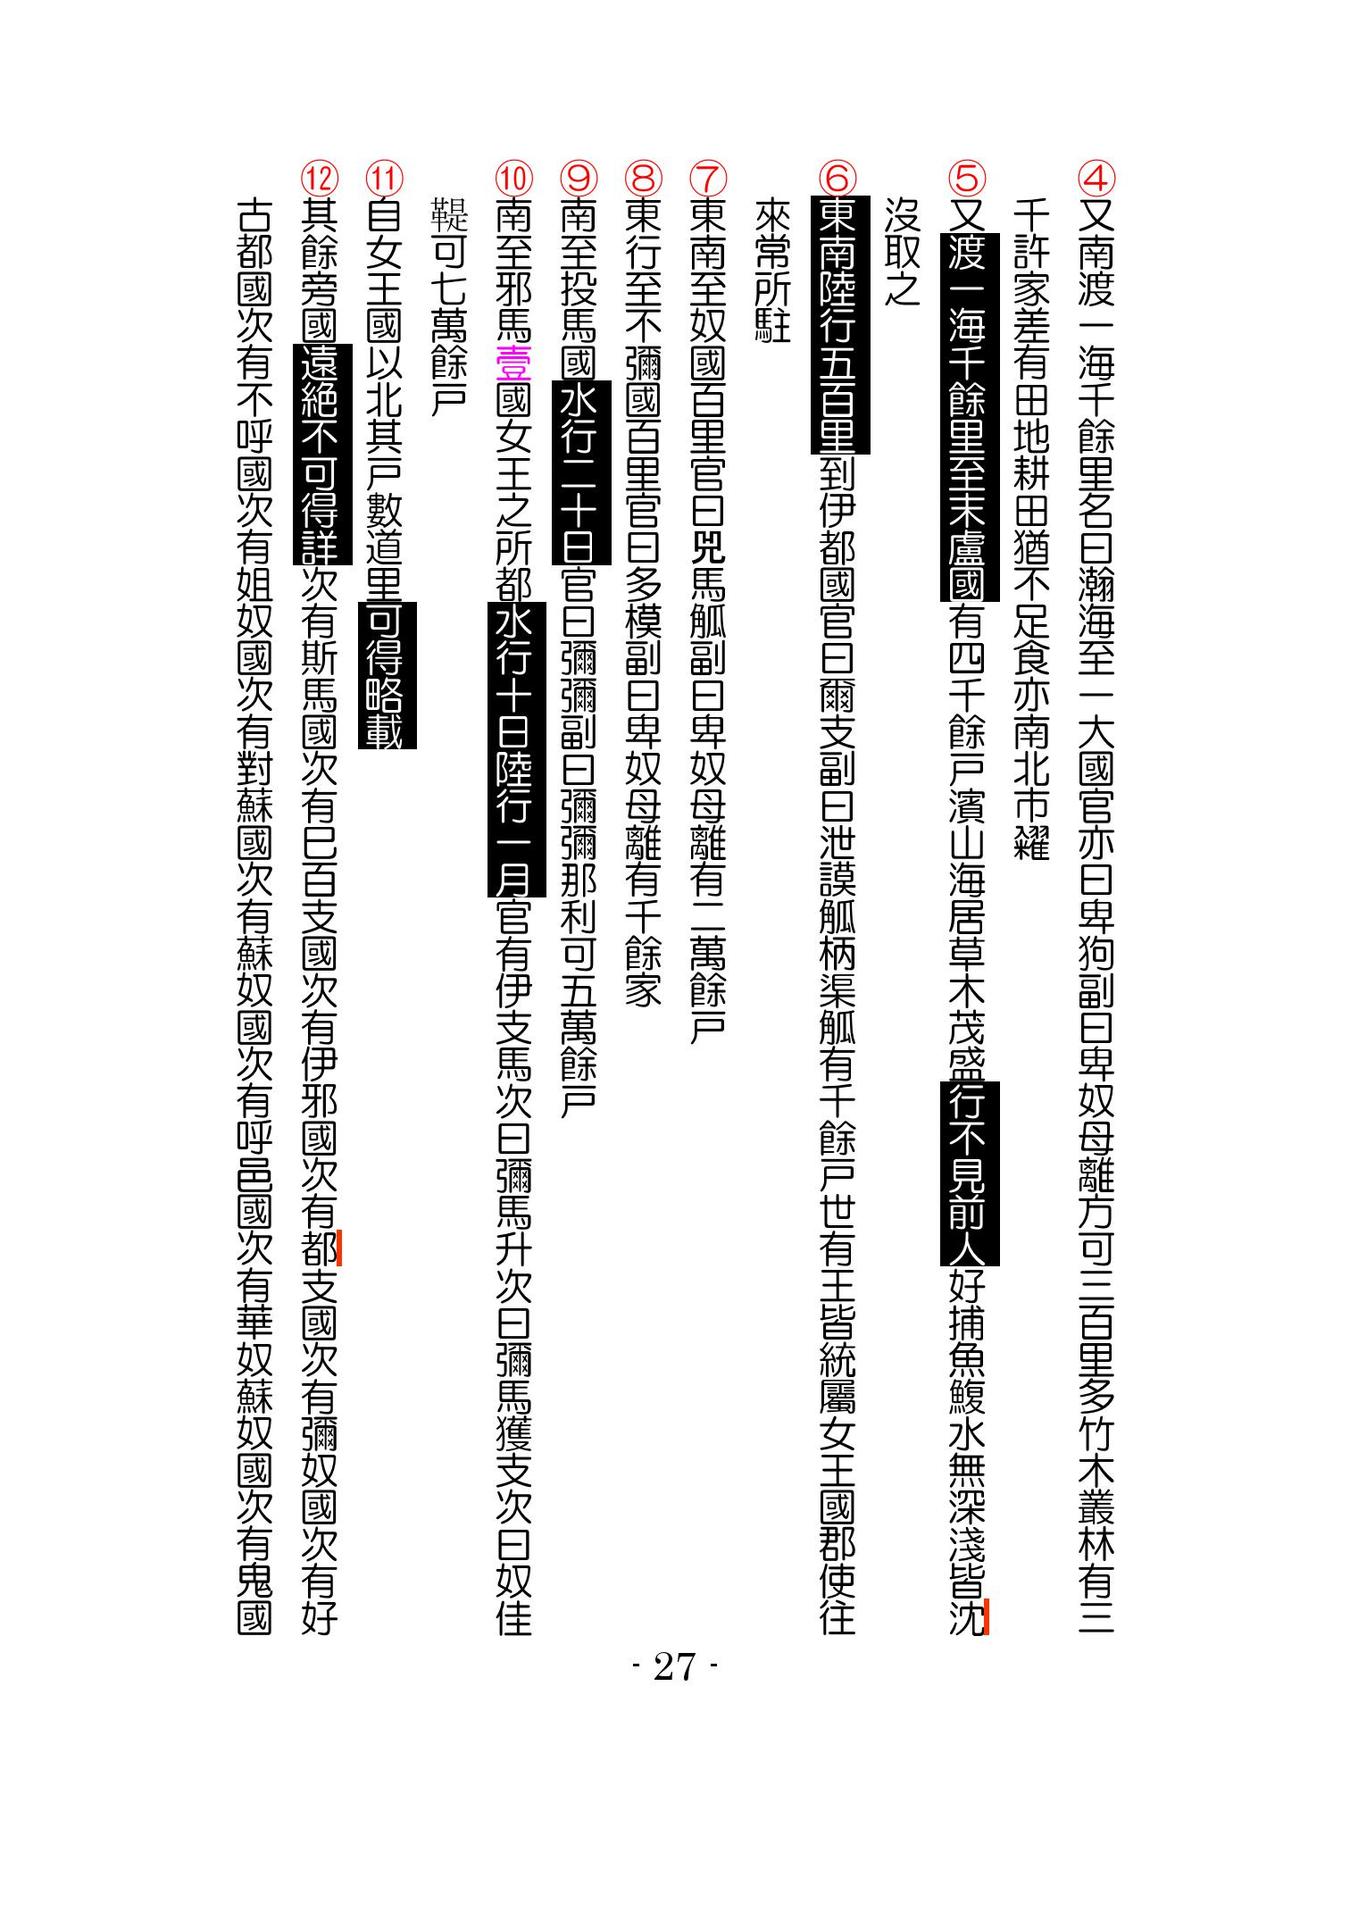 ④又南渡一海千餘里名曰瀚海至一大國官亦曰卑狗副曰卑奴母離方可三百里多竹木叢林有三
千許家差有田地耕田猶不足食亦南北市糴
⑤又渡一海千餘里至末盧國有四千餘戸濱山海居草木茂盛行不見前人好捕魚鰒水無深淺皆沈
沒取之
⑥東南陸行五百里到伊都國官曰爾支副曰泄謨觚柄渠觚有千餘戸世有王皆統屬女王國郡使往
來常所駐
⑦東南至奴國百里官曰兕馬觚副曰卑奴母離有二萬餘戸
⑧東行至不彌國百里官曰多模副曰卑奴母離有千餘家
⑨南至投馬國水行二十日官曰彌彌副曰彌彌那利可五萬餘戸
⑩南至邪馬壹國女王之所都水行十日陸行一月官有伊支馬次曰彌馬升次曰彌馬獲支次曰奴佳
鞮可七萬餘戸
⑪自女王國以北其戸數道里可得略載
⑫其餘旁國遠絶不可得詳次有斯馬國次有巳百支國次有伊邪國次有都支國次有彌奴國次有好
古都國次有不呼國次有姐奴國次有對蘇國次有蘇奴國次有呼邑國次有華奴蘇奴國次有鬼國
- 27 -